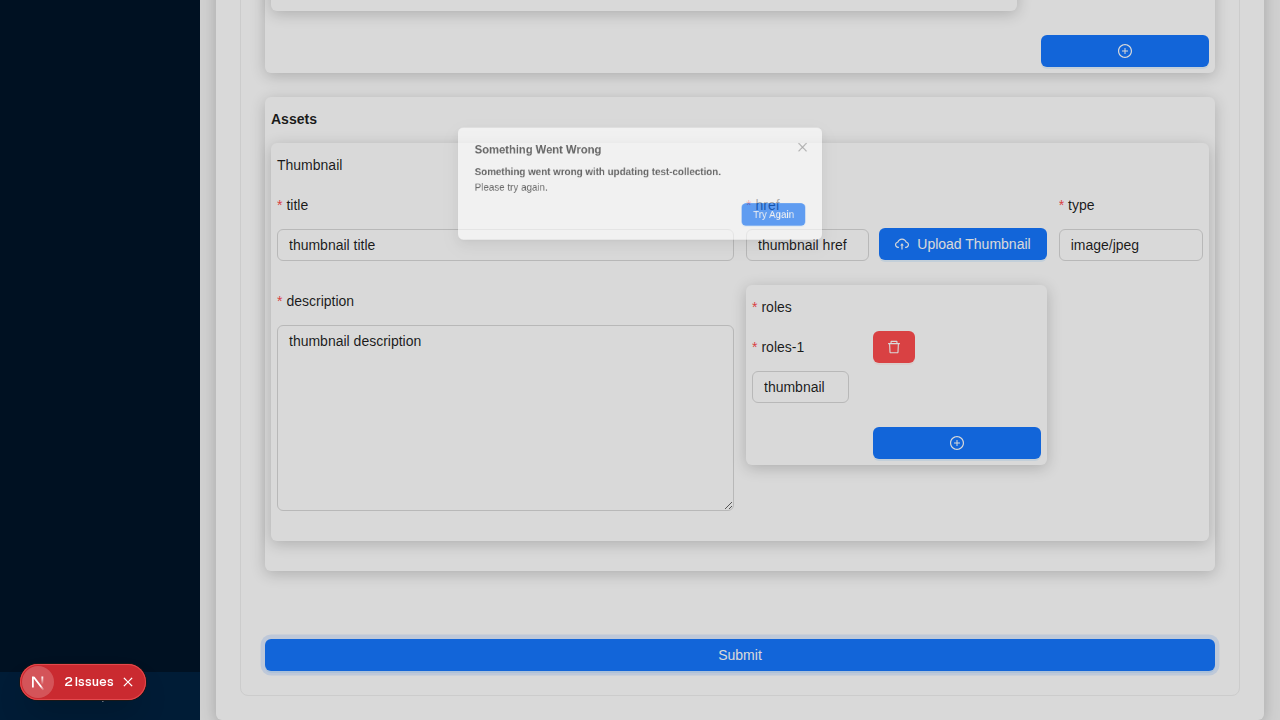 Assets
Something Went Wrong
Something went wrong with updating test-collection.
Please try again.
Try Again
Thumbnail
* title
* href
* type
thumbnail title
thumbnail href
Upload Thumbnail
image/jpeg
* description
thumbnail description
* roles
* roles-1
thumbnail
Submit
2 Issues